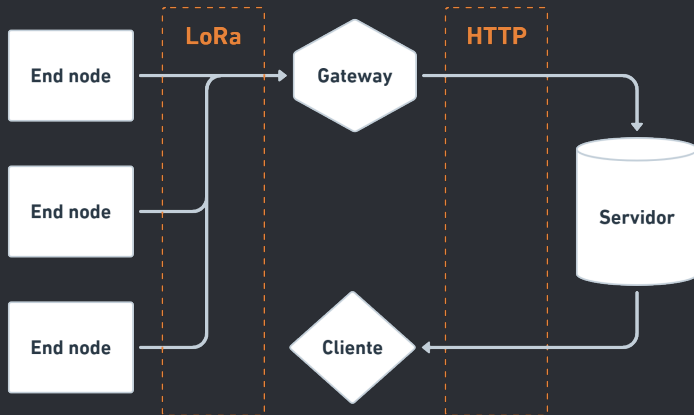 LoRa
HTTP
End node
Gateway
End node
Servidor
End node
Cliente